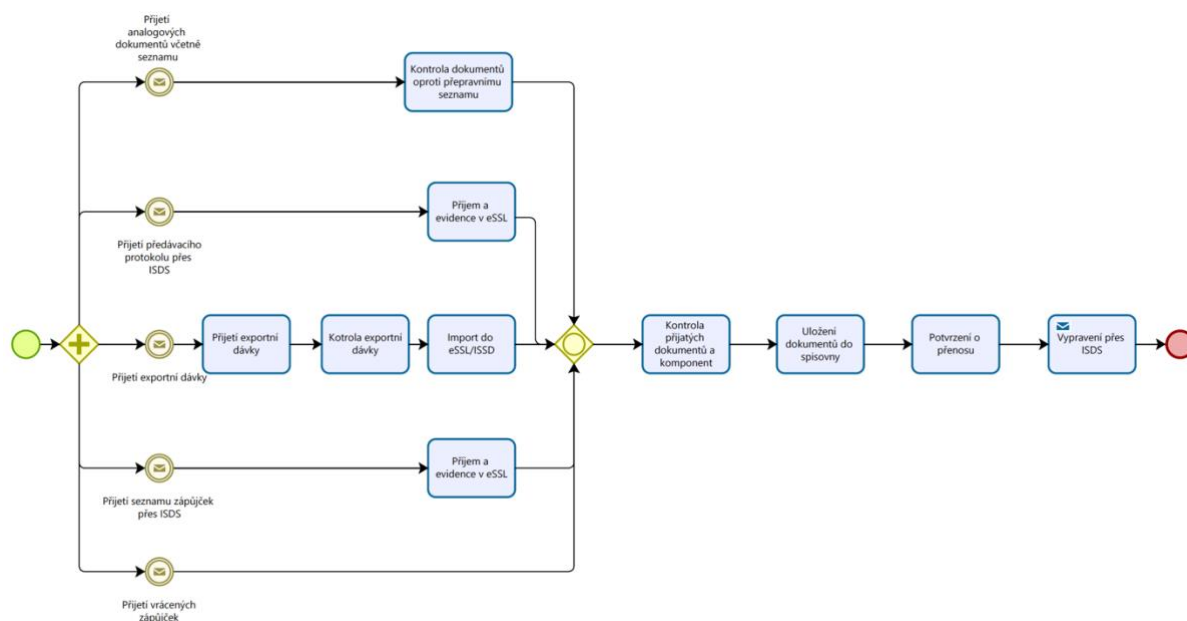 Přijetí
analogových
dokumentů včetně
seznamu
Kontrola dokumentů
oproti přepravnímu
seznamu
Příjem a
evidence v eSSL
Přijetí předávacího
protokolu přes
ISDS
Přijetí exportní
dávky
Kotrola exportní
dávky
Import do
eSSL/ISSD
Kontrola
přijatých
dokumentů a
komponent
Uložení
dokumentů do
spisovny
Potvrzení o
přenosu
Vypravení přes
ISDS
Přijetí exportní dávky
Příjem a
evidence v eSSL
Přijetí seznamu zápůjček
přes ISDS
Přijetí vrácených
zápůjček